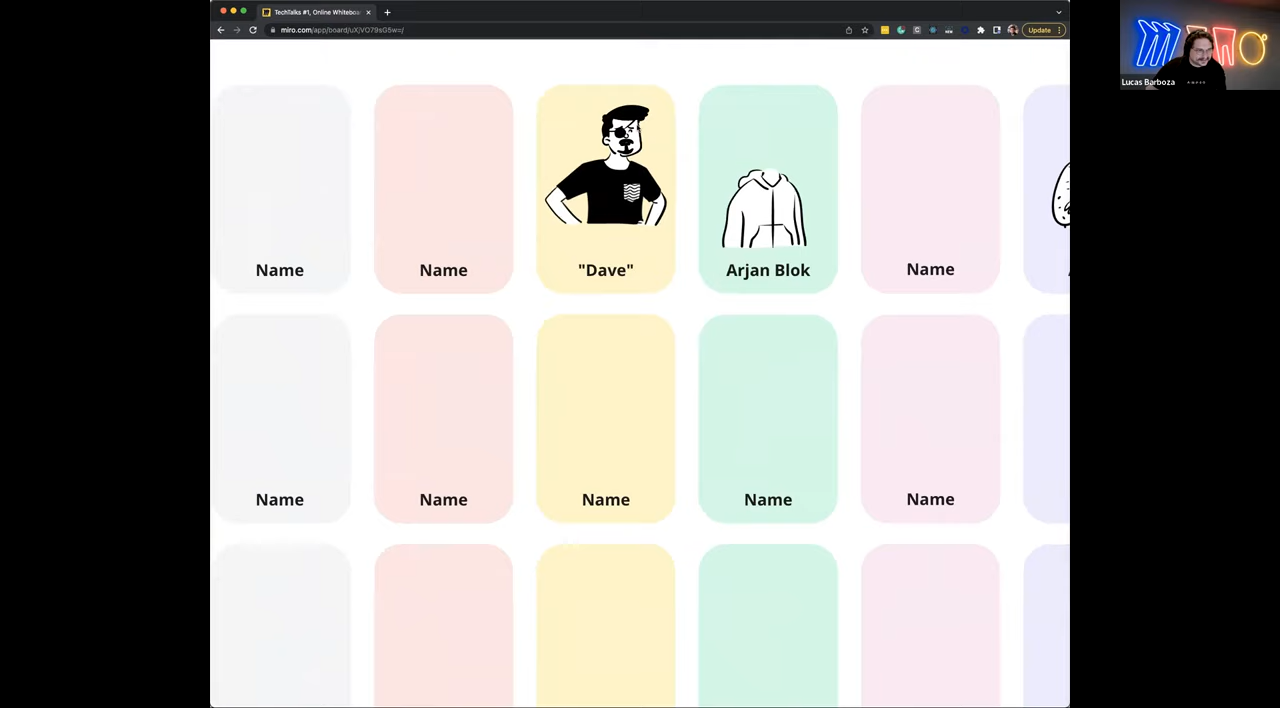 TechTalks #1, Online Whiteboa
miro.com/app/board/uXjVO79sG5w=/
Update
Lucas Barboza
Name
Name
"Dave"
Arjan Blok
Name
Name
Name
Name
Name
Name